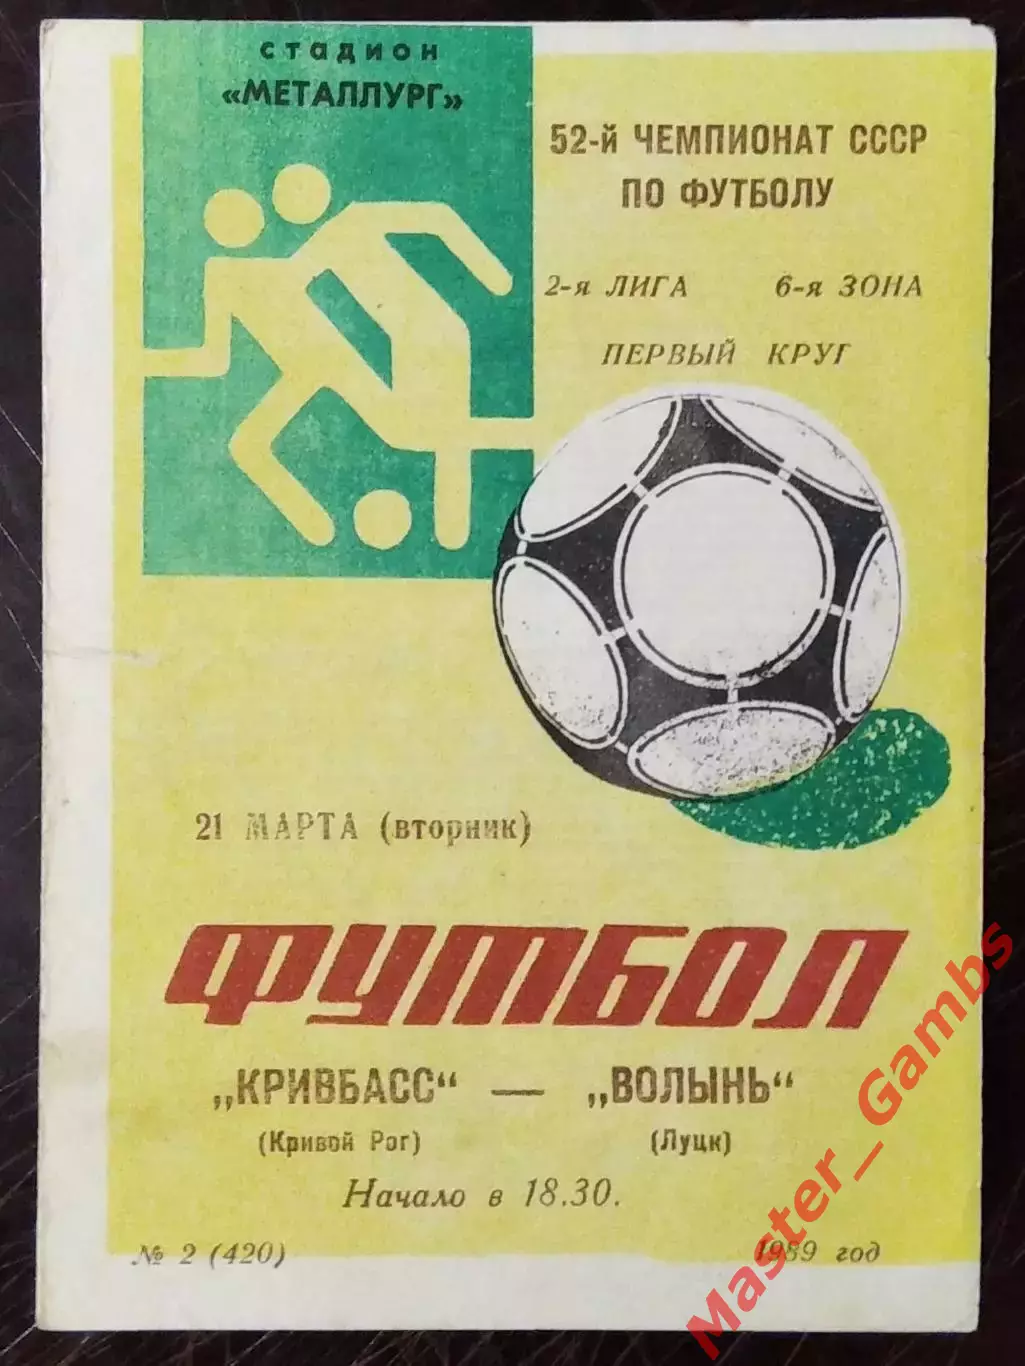 стадион
«МЕТАЛЛУРГ»
52-й ЧЕМПИОНАТ СССР
ПО ФУТБОЛУ
2-я ЛИГА 6-я ЗОНА
ПЕРВЫЙ КРУГ
21 МАРТА (вторник)
ФУТБОЛ
„КРИВБАСС“ — „ВОЛЫНЬ“
(Кривой Рог) (Луцк)
Начало в 18.30.
№ 2 (420) 1989 год
Master_Gambs